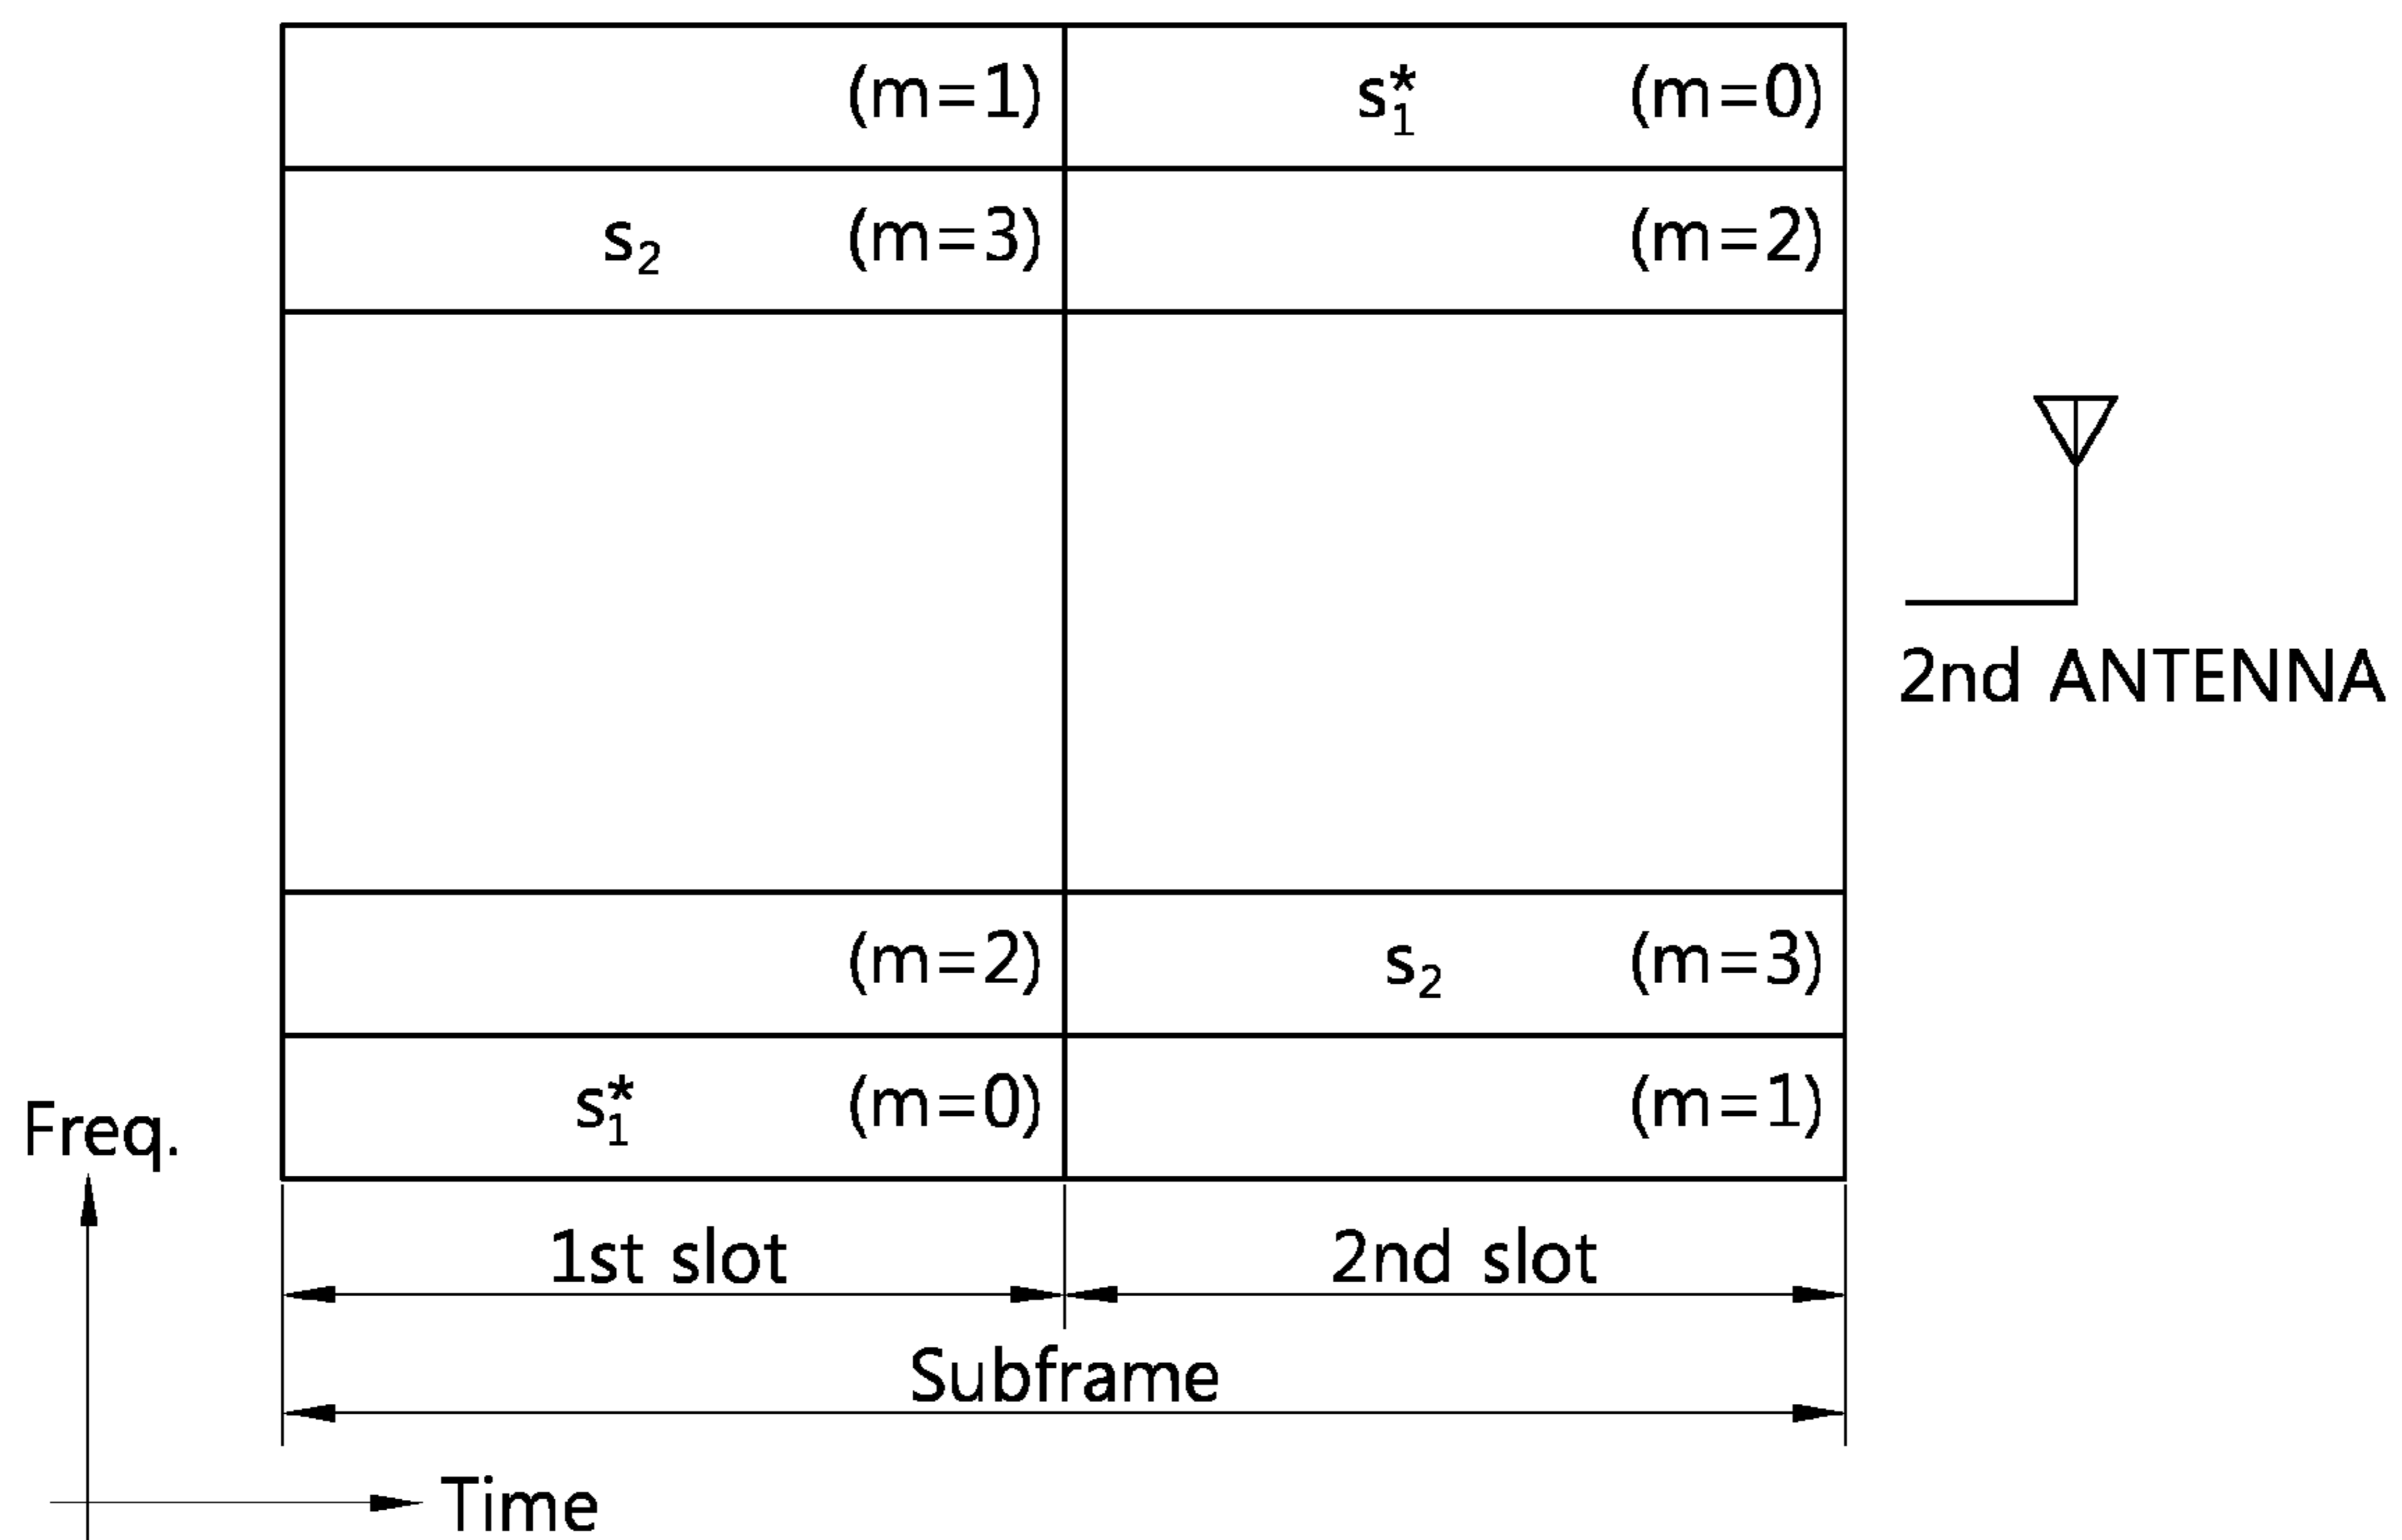 (m=1) s₁* (m=0)
s₂ (m=3) (m=2)
2nd ANTENNA
(m=2) s₂ (m=3)
s₁* (m=0) (m=1)
Freq.
1st slot 2nd slot
Subframe
Time